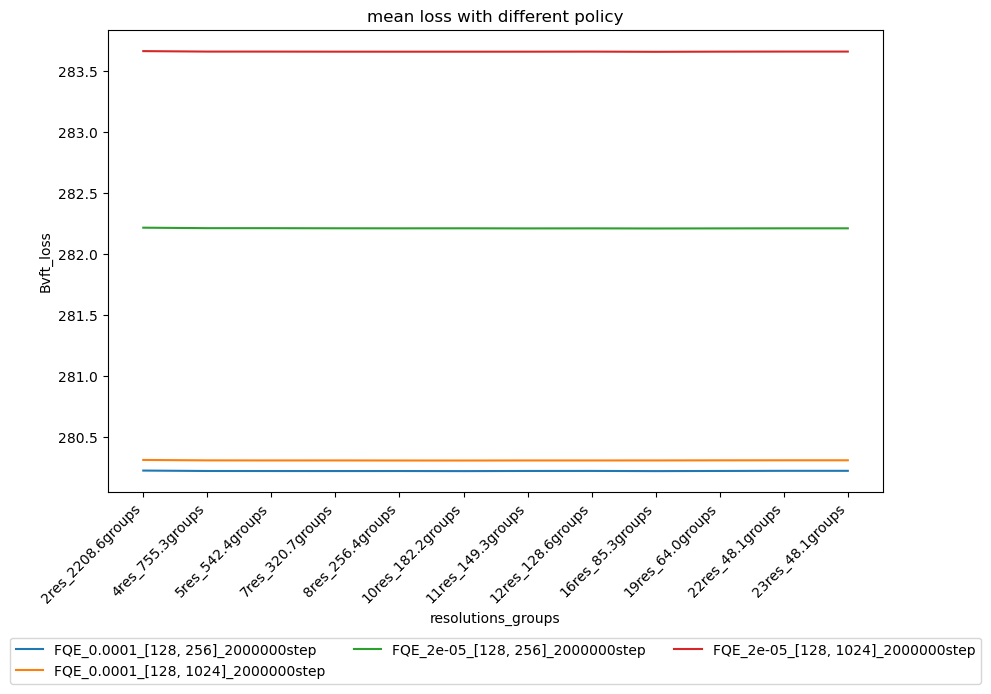 mean loss with different policy
Bvft_loss
283.5
283.0
282.5
282.0
281.5
281.0
280.5
2res_2208.6groups
4res_755.3groups
5res_542.4groups
7res_320.7groups
8res_256.4groups
10res_182.2groups
11res_149.3groups
12res_128.6groups
16res_85.3groups
19res_64.0groups
22res_48.1groups
23res_48.1groups
resolutions_groups
FQE_0.0001_[128, 256]_2000000step
FQE_0.0001_[128, 1024]_2000000step
FQE_2e-05_[128, 256]_2000000step
FQE_2e-05_[128, 1024]_2000000step